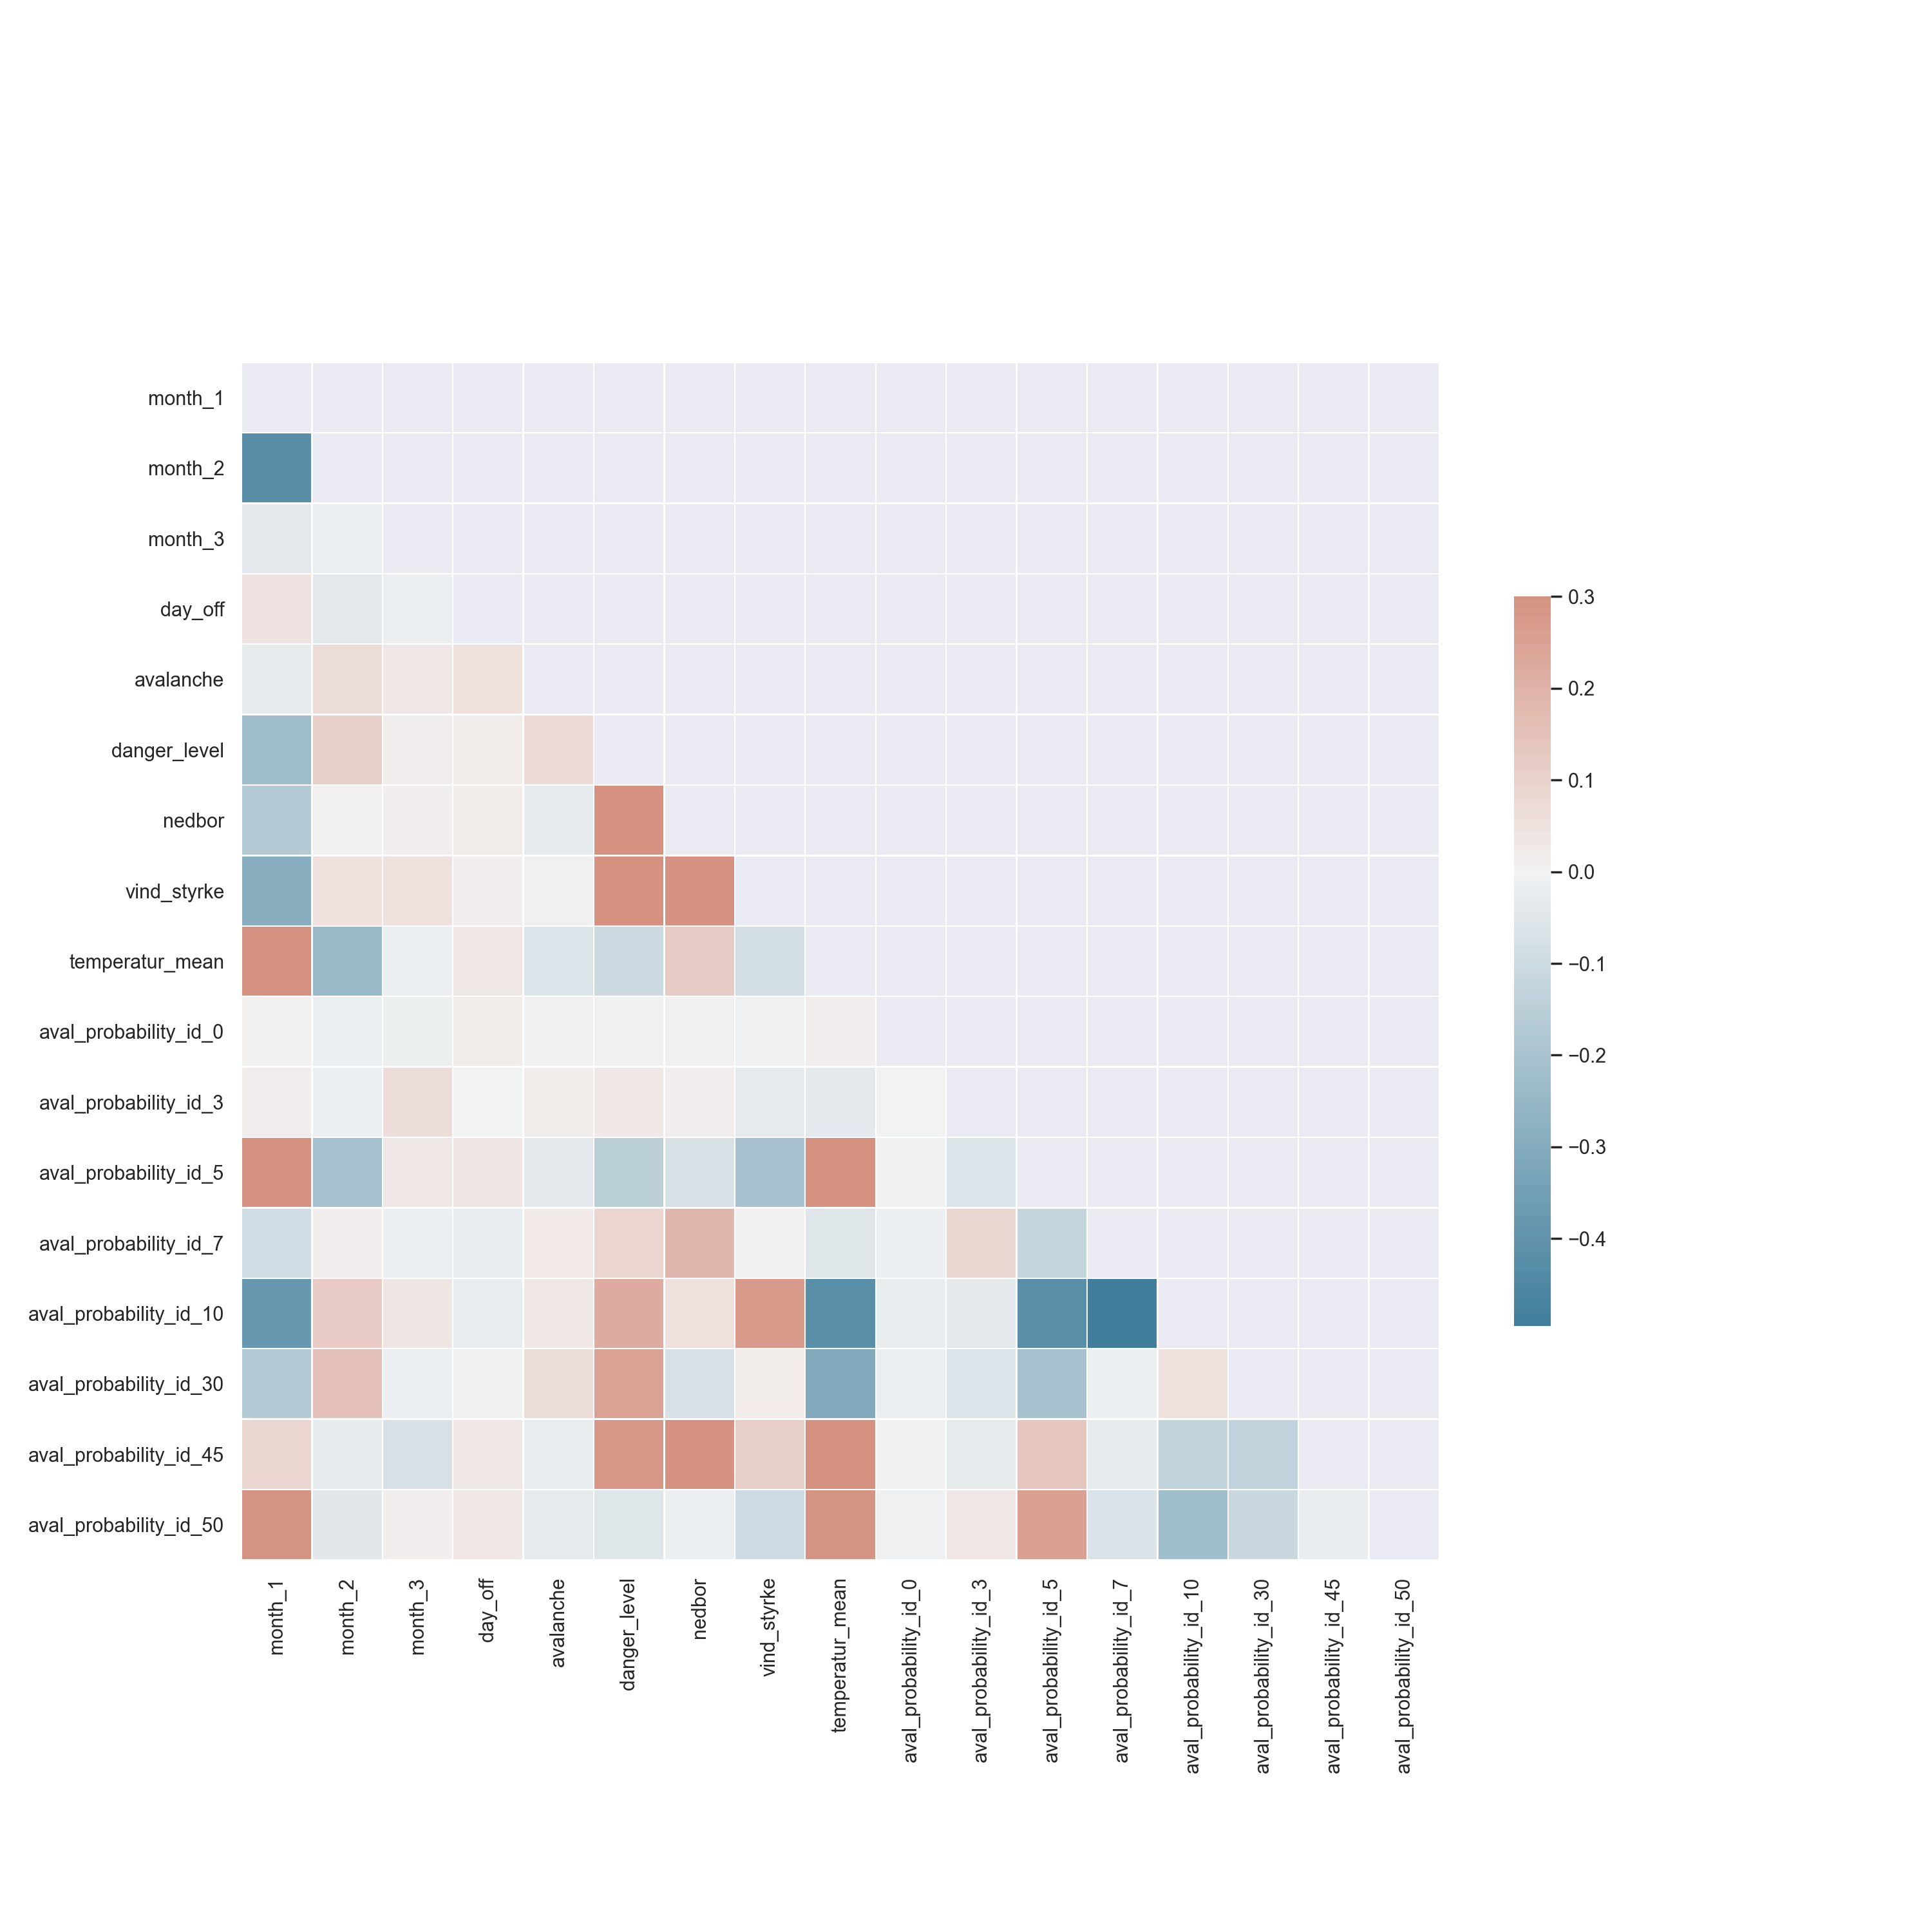 month_1
month_2
month_3
day_off
avalanche
danger_level
nedbor
vind_styrke
temperatur_mean
aval_probability_id_0
aval_probability_id_3
aval_probability_id_5
aval_probability_id_7
aval_probability_id_10
aval_probability_id_30
aval_probability_id_45
aval_probability_id_50
month_1
month_2
month_3
day_off
avalanche
danger_level
nedbor
vind_styrke
temperatur_mean
aval_probability_id_0
aval_probability_id_3
aval_probability_id_5
aval_probability_id_7
aval_probability_id_10
aval_probability_id_30
aval_probability_id_45
aval_probability_id_50
0.3
0.2
0.1
0.0
−0.1
−0.2
−0.3
−0.4